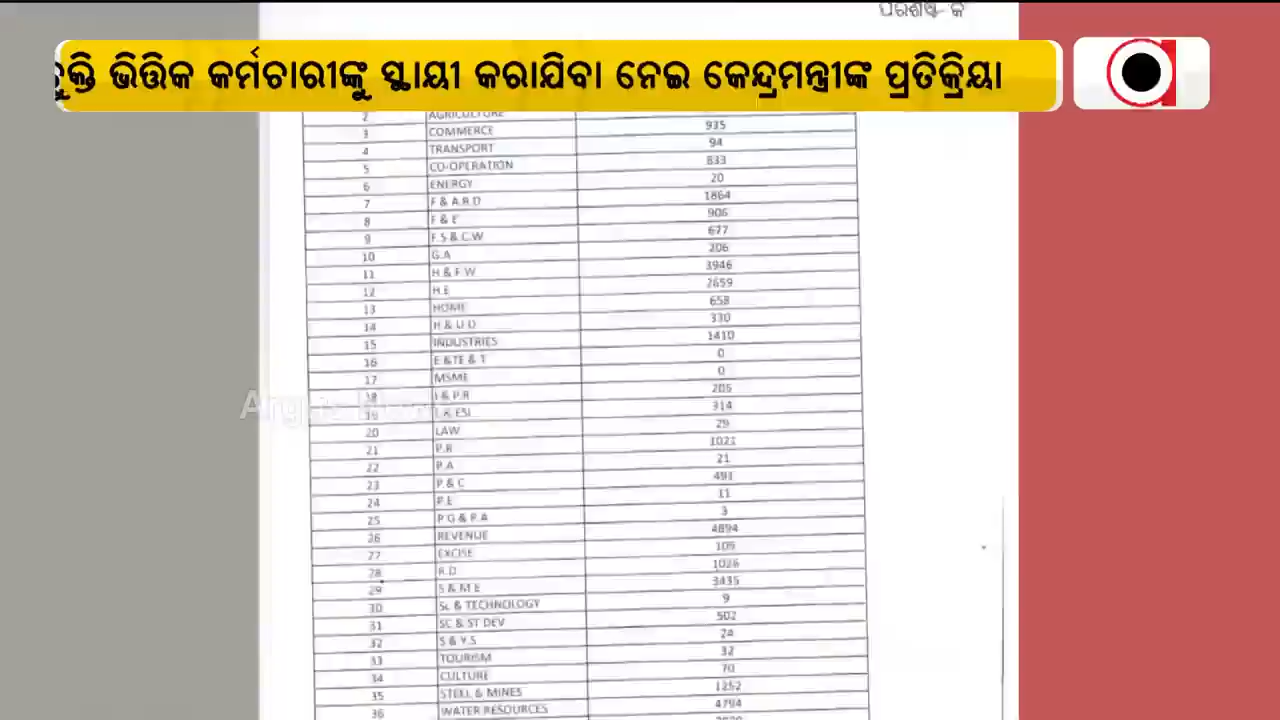 ପରିଶିଷ୍ଟ- କ
ଚୁକ୍ତି ଭିତ୍ତିକ କର୍ମଚାରୀଙ୍କୁ ସ୍ଥାୟୀ କରାଯିବା ନେଇ କେନ୍ଦ୍ରମନ୍ତ୍ରୀଙ୍କ ପ୍ରତିକ୍ରିୟା
2 AGRICULTURE
3 COMMERCE 935
4 TRANSPORT 94
5 CO-OPERATION 833
6 ENERGY 20
7 F & A.R.D 1864
8 F & E 906
9 F.S & C.W 677
10 G.A 206
11 H & F.W 3946
12 H.E 2659
13 HOME 658
14 H & U.D 330
15 INDUSTRIES 1410
16 E &TE & T 0
17 MSME 0
18 I & P.R 205
19 L & ESI 314
20 LAW 29
21 P.R 1021
22 P.A 21
23 P.& C 493
24 P.E 11
25 P.G & P.A 3
26 REVENUE 4894
27 EXCISE 109
28 R.D 1026
29 S & M.E 3435
30 Sc & TECHNOLOGY 9
31 SC & ST DEV 502
32 S & Y.S 24
33 TOURISM 32
34 CULTURE 70
35 STEEL & MINES 1252
36 WATER RESOURCES 4794